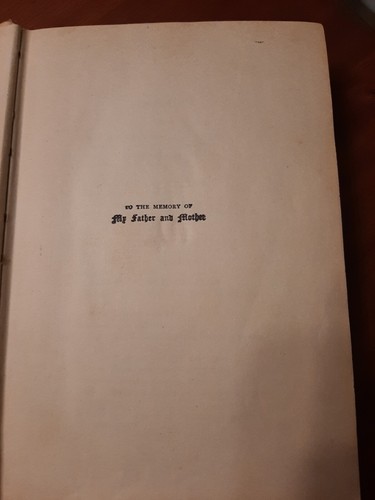 TO THE MEMORY OF
My Father and Mother